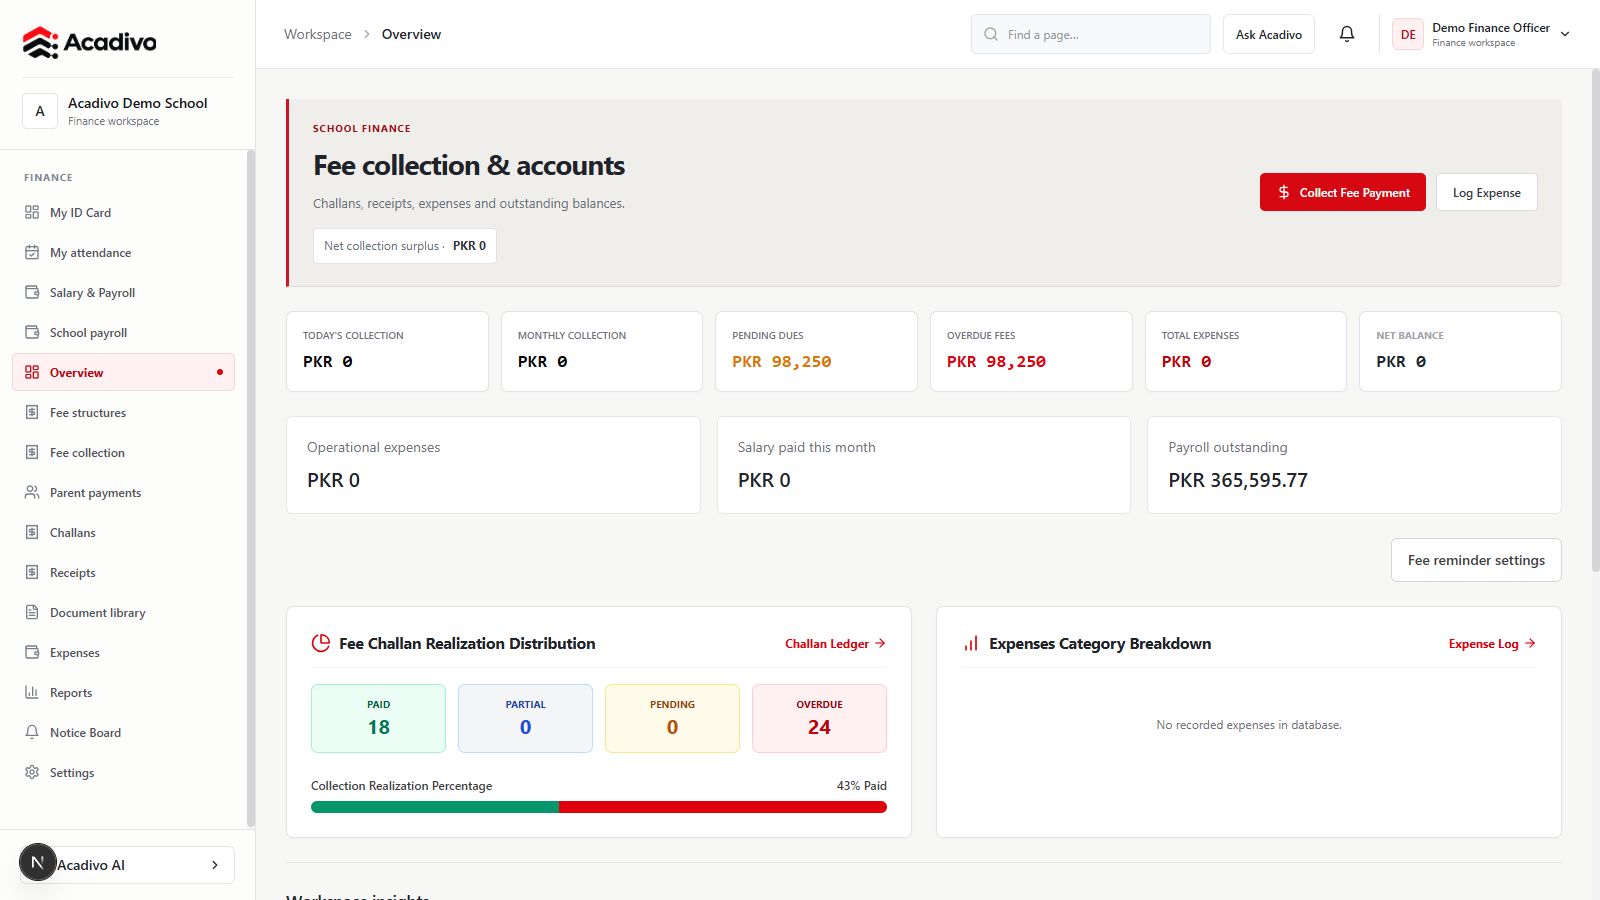 Acadivo
Workspace > Overview
Find a page...
Ask Acadivo
DE
Demo Finance Officer
Finance workspace
A
Acadivo Demo School
Finance workspace
FINANCE
My ID Card
My attendance
Salary & Payroll
School payroll
Overview
Fee structures
Fee collection
Parent payments
Challans
Receipts
Document library
Expenses
Reports
Notice Board
Settings
N
Acadivo AI
SCHOOL FINANCE
Fee collection & accounts
Challans, receipts, expenses and outstanding balances.
Net collection surplus · PKR 0
$ Collect Fee Payment
Log Expense
TODAY'S COLLECTION
PKR 0
MONTHLY COLLECTION
PKR 0
PENDING DUES
PKR 98,250
OVERDUE FEES
PKR 98,250
TOTAL EXPENSES
PKR 0
NET BALANCE
PKR 0
Operational expenses
PKR 0
Salary paid this month
PKR 0
Payroll outstanding
PKR 365,595.77
Fee reminder settings
Fee Challan Realization Distribution
Challan Ledger →
PAID
18
PARTIAL
0
PENDING
0
OVERDUE
24
Collection Realization Percentage
43% Paid
Expenses Category Breakdown
Expense Log →
No recorded expenses in database.
Workspace insights